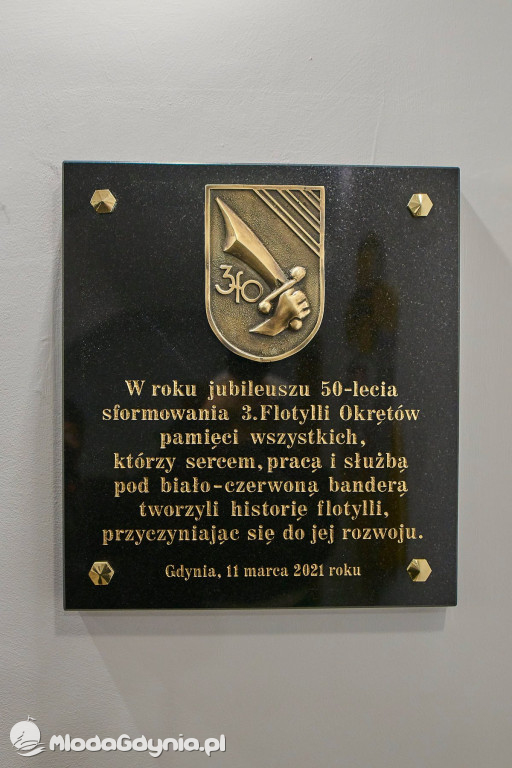 3fo
W roku jubileuszu 50-lecia
sformowania 3.Flotylli Okrętów
pamięci wszystkich,
którzy sercem, pracą i służbą
pod biało-czerwoną banderą
tworzyli historię flotylli,
przyczyniając się do jej rozwoju.
Gdynia, 11 marca 2021 roku
MlodaGdynia.pl